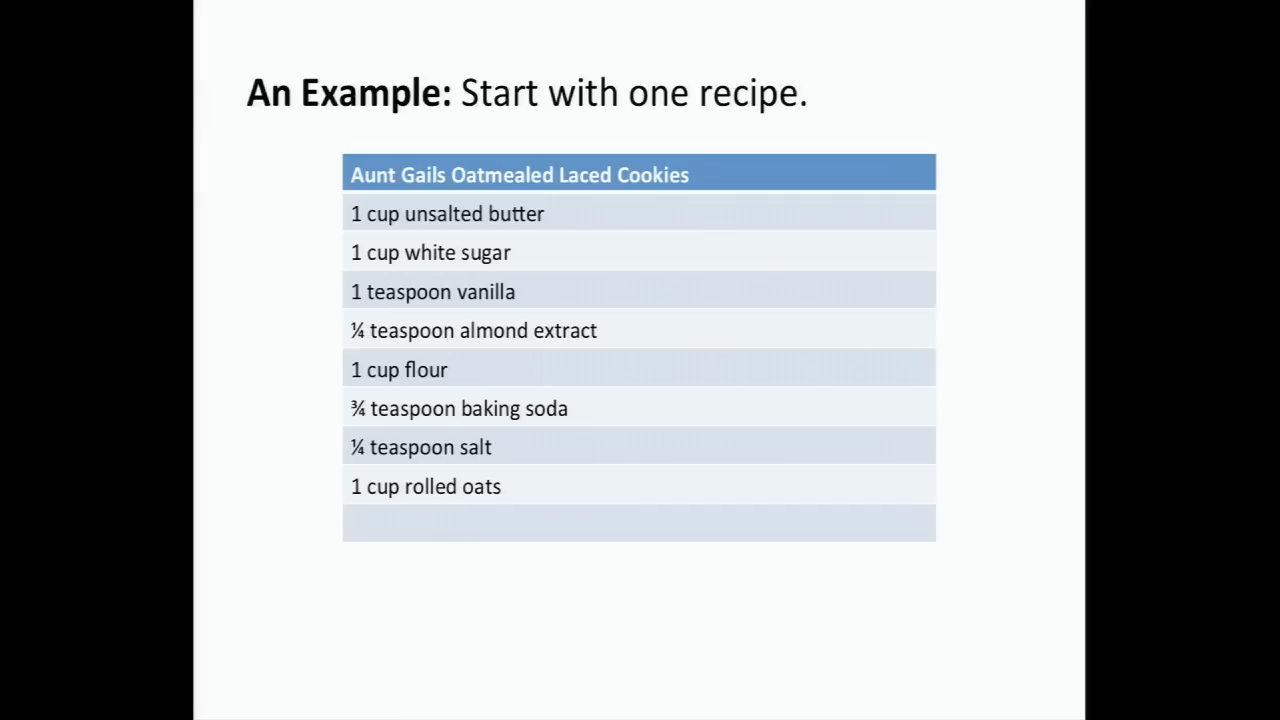 An Example: Start with one recipe.
Aunt Gails Oatmealed Laced Cookies
1 cup unsalted butter
1 cup white sugar
1 teaspoon vanilla
¼ teaspoon almond extract
1 cup flour
¾ teaspoon baking soda
¼ teaspoon salt
1 cup rolled oats